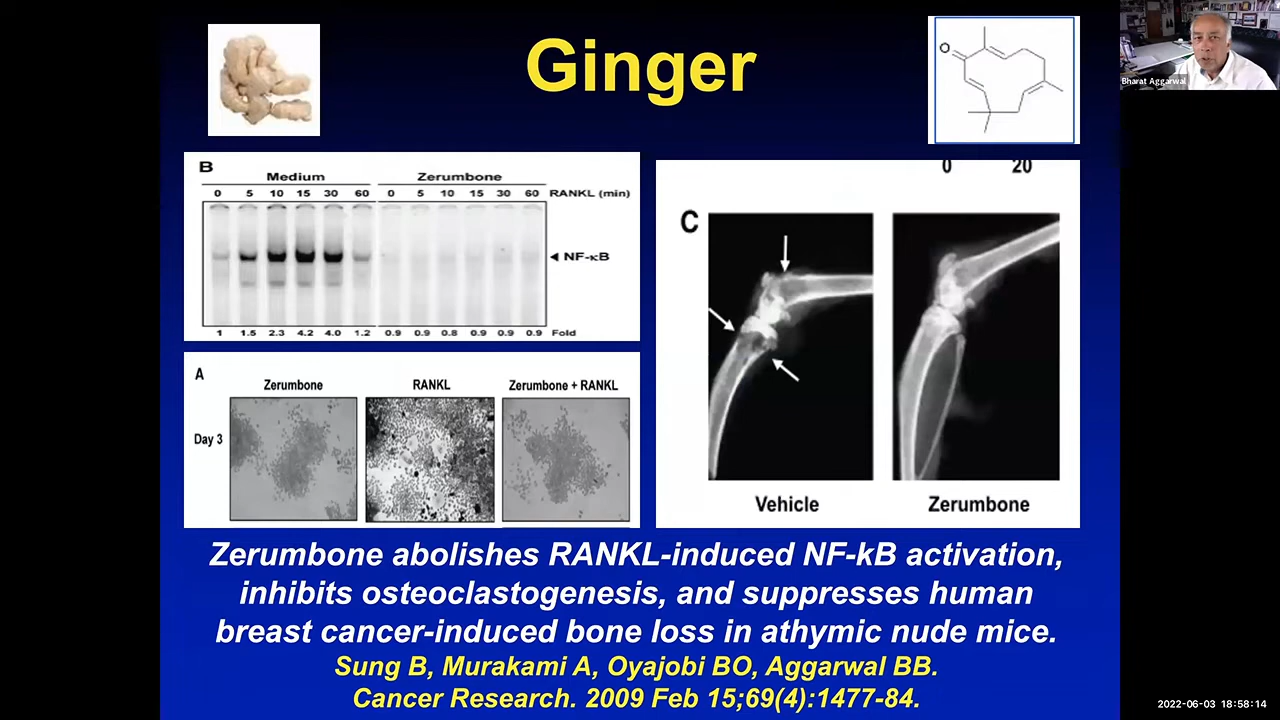 Ginger
O
Bharat Aggarwal
B
Medium Zerumbone
0 5 10 15 30 60 0 5 10 15 30 60 RANKL (min)
◄ NF-κB
1 1.5 2.3 4.2 4.0 1.2 0.9 0.9 0.8 0.9 0.9 0.9 Fold
A
Zerumbone RANKL Zerumbone + RANKL
Day 3
0 20
C
Vehicle Zerumbone
Zerumbone abolishes RANKL-induced NF-kB activation,
inhibits osteoclastogenesis, and suppresses human
breast cancer-induced bone loss in athymic nude mice.
Sung B, Murakami A, Oyajobi BO, Aggarwal BB.
Cancer Research. 2009 Feb 15;69(4):1477-84.
2022-06-03 18:58:14